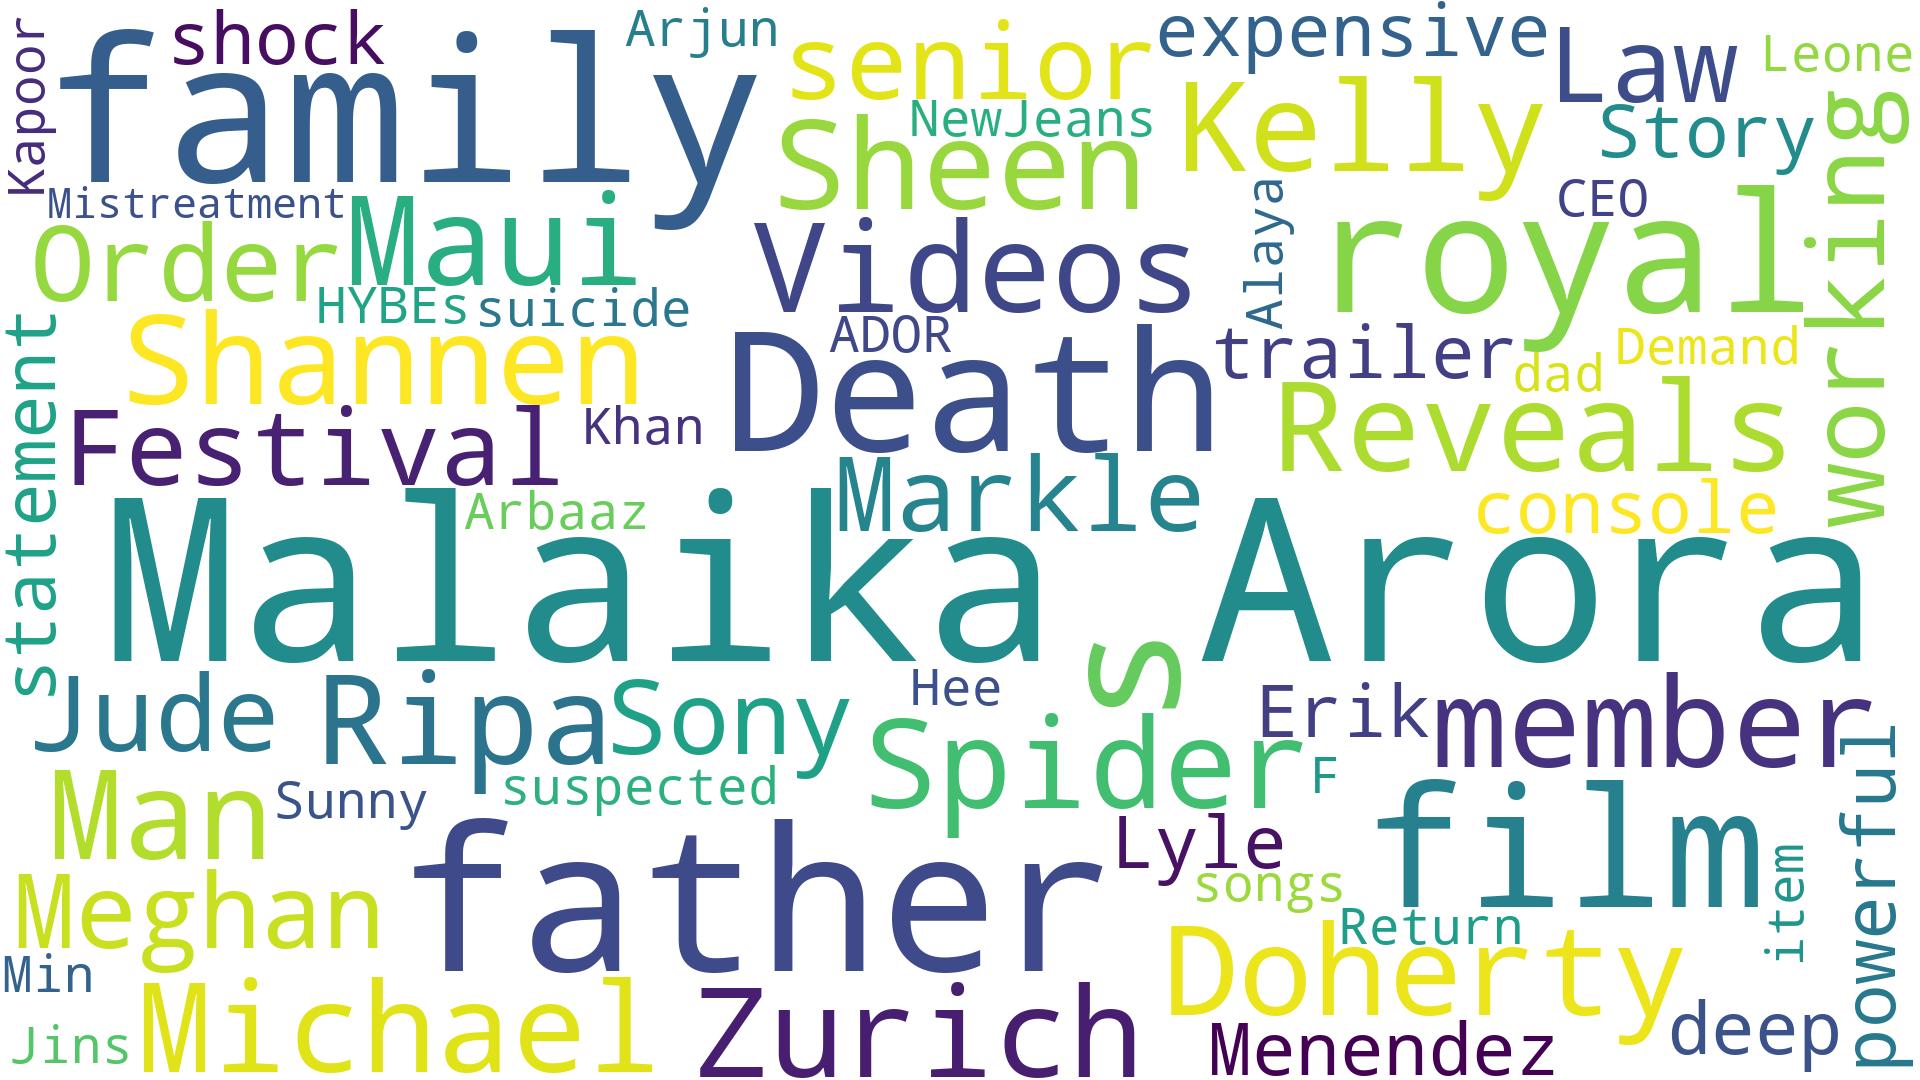 Kapoor
shock
family
Arjun
senior
expensive
Law
Leone
NewJeans
Kelly
Story
working
Sheen
Mistreatment
Maui
Order
HYBEs
suicide
Videos
Alaya
CEO
royal
Shannen
ADOR
Death
trailer
dad
Demand
statement
Festival
Khan
Reveals
Markle
console
Arbaaz
Malaika
Arora
s
Jude
Ripa
Sony
Hee
Erik
member
Spider
F
powerful
Man
Sunny
suspected
film
father
Lyle
songs
item
Meghan
Return
Min
Doherty
Jins
Michael
Zurich
Menendez
deep